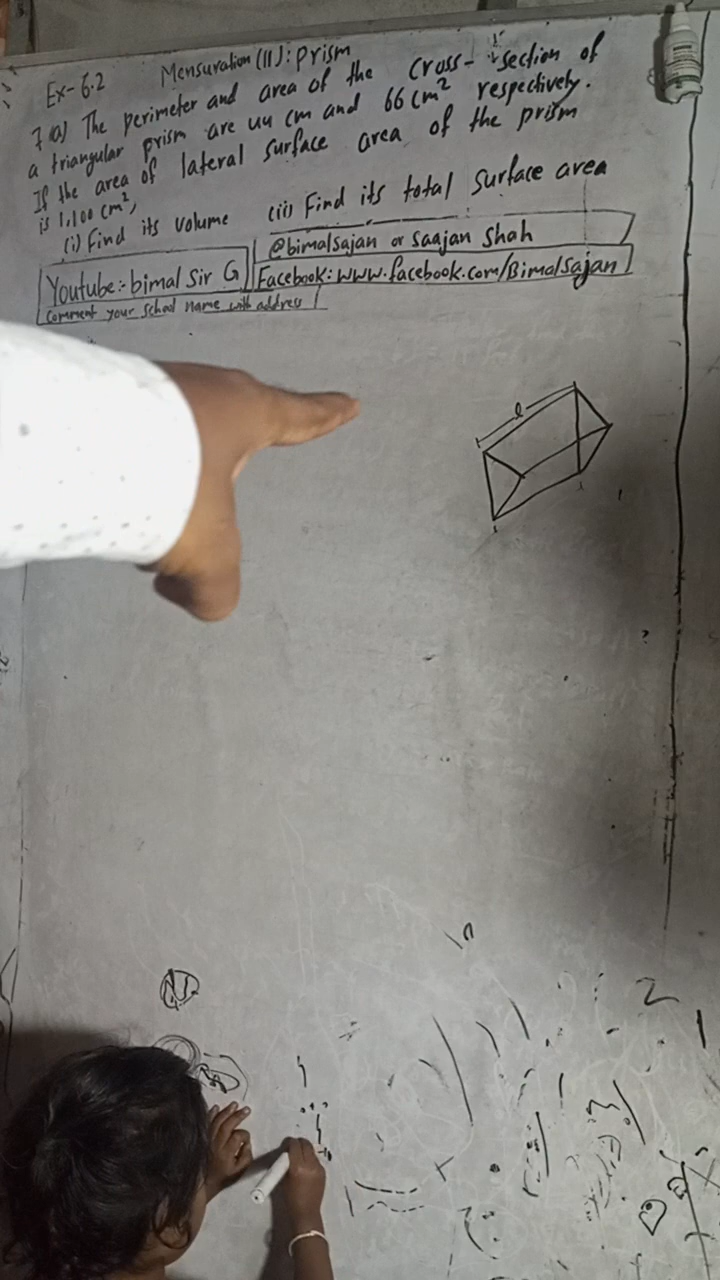 Ex-6.2 Mensuration (II): prism
7(a) The perimeter and area of the cross-section of
a triangular prism are 44 cm and 66 cm² respectively.
If the area of lateral surface area of the prism
is 1,100 cm²,
(i) Find its volume (ii) Find its total surface area
@bimalsajan or Saajan Shah
Youtube:- bimal Sir G
Facebook: www.facebook.com/BimalSajan
Comment your School name with address
l
2